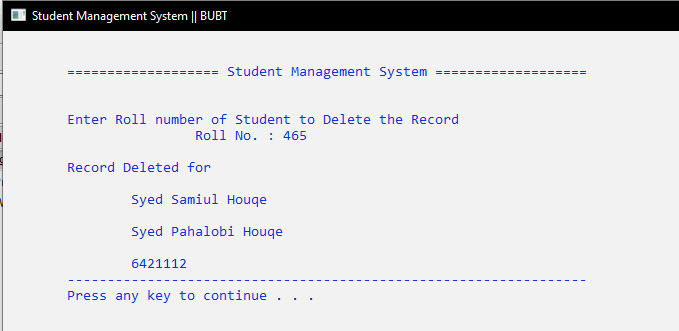 Student Management System || BUBT
=================== Student Management System ===================
Enter Roll number of Student to Delete the Record
Roll No. : 465
Record Deleted for
Syed Samiul Houqe
Syed Pahalobi Houqe
6421112
-----------------------------------------------------------------
Press any key to continue . . .